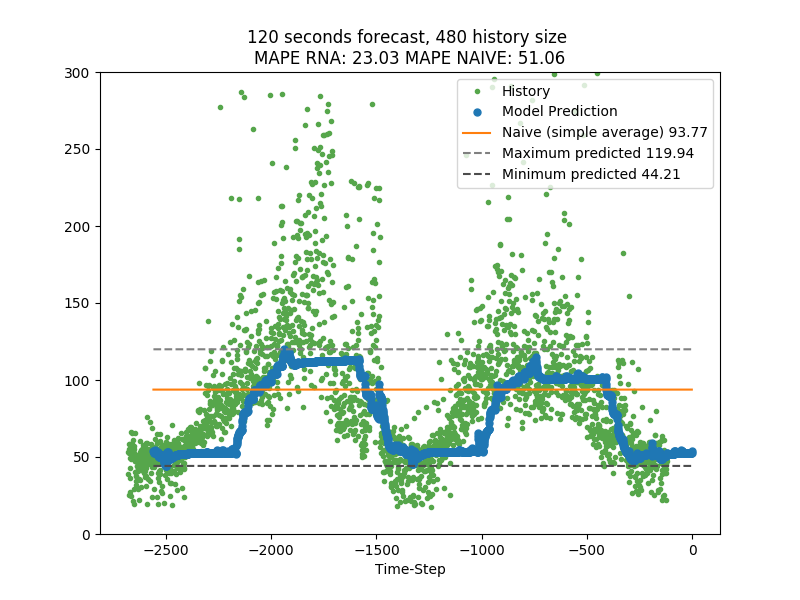 120 seconds forecast, 480 history size
MAPE RNA: 23.03 MAPE NAIVE: 51.06
300
250
200
150
100
50
0
History
Model Prediction
Naive (simple average) 93.77
Maximum predicted 119.94
Minimum predicted 44.21
−2500 −2000 −1500 −1000 −500 0
Time-Step